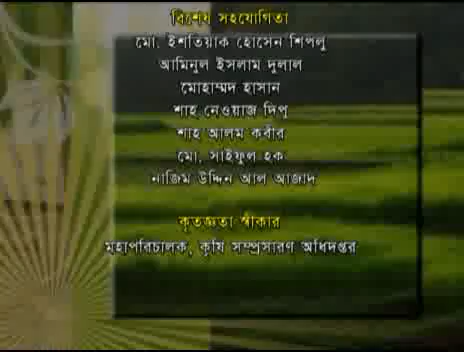 বিশেষ সহযোগিতা
মো. ইশতিয়াক হোসেন শিপলু
আমিনুল ইসলাম দুলাল
মোহাম্মদ হাসান
শাহ নেওয়াজ দিপু
শাহ আলম কবীর
মো. সাইফুল হক
নাজিম উদ্দিন আল আজাদ
কৃতজ্ঞতা স্বীকার
মহাপরিচালক, কৃষি সম্প্রসারণ অধিদপ্তর